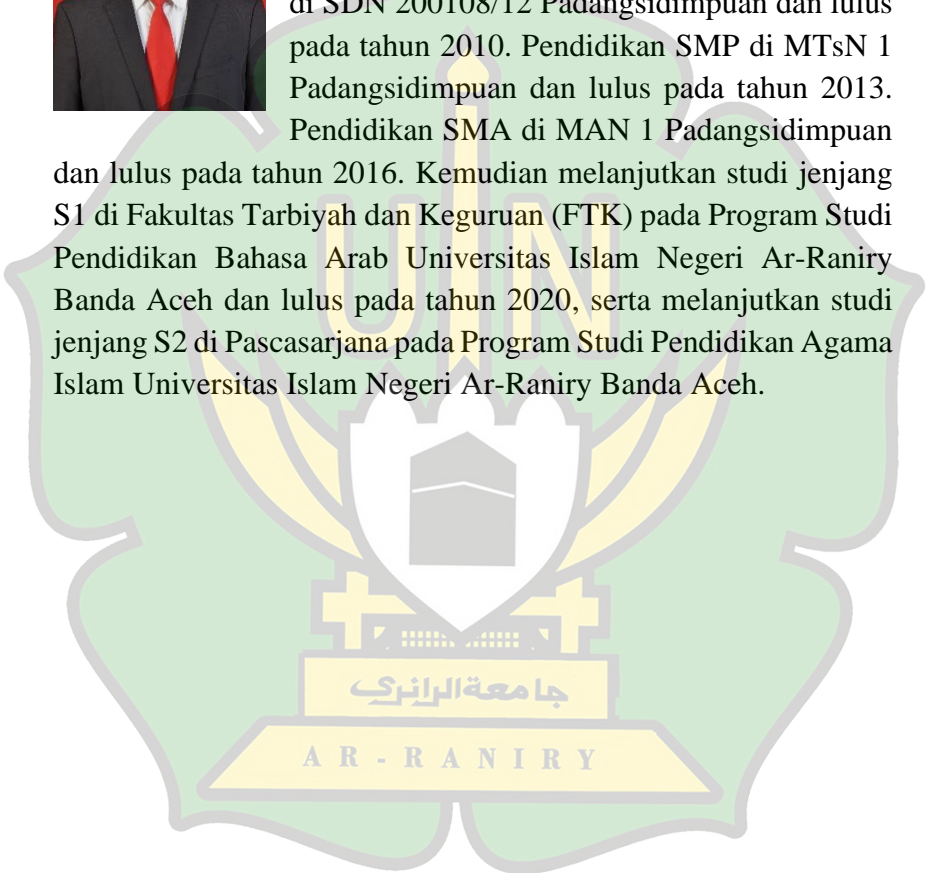 di SDN 200108/12 Padangsidimpuan dan lulus
pada tahun 2010. Pendidikan SMP di MTsN 1
Padangsidimpuan dan lulus pada tahun 2013.
Pendidikan SMA di MAN 1 Padangsidimpuan
dan lulus pada tahun 2016. Kemudian melanjutkan studi jenjang
S1 di Fakultas Tarbiyah dan Keguruan (FTK) pada Program Studi
Pendidikan Bahasa Arab Universitas Islam Negeri Ar-Raniry
Banda Aceh dan lulus pada tahun 2020, serta melanjutkan studi
jenjang S2 di Pascasarjana pada Program Studi Pendidikan Agama
Islam Universitas Islam Negeri Ar-Raniry Banda Aceh.
UIN
جامعةالرانري
AR-RANIRY